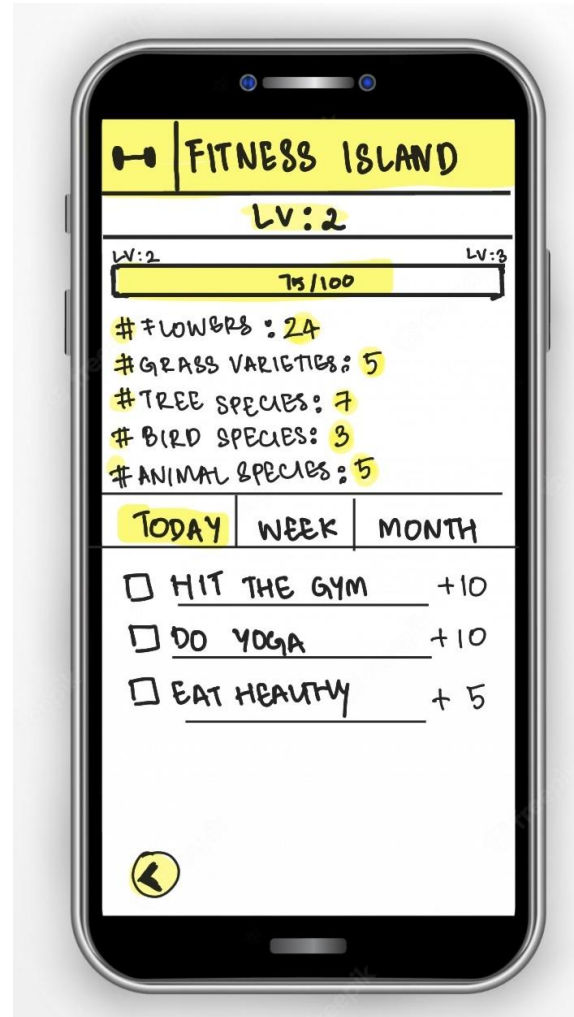 FITNESS ISLAND
LV:2
LV:2 LV:3
75/100
# FLOWERS : 24
# GRASS VARIETIES: 5
# TREE SPECIES: 7
# BIRD SPECIES: 3
# ANIMAL SPECIES: 5
TODAY WEEK MONTH
HIT THE GYM +10
DO YOGA +10
EAT HEALTHY + 5